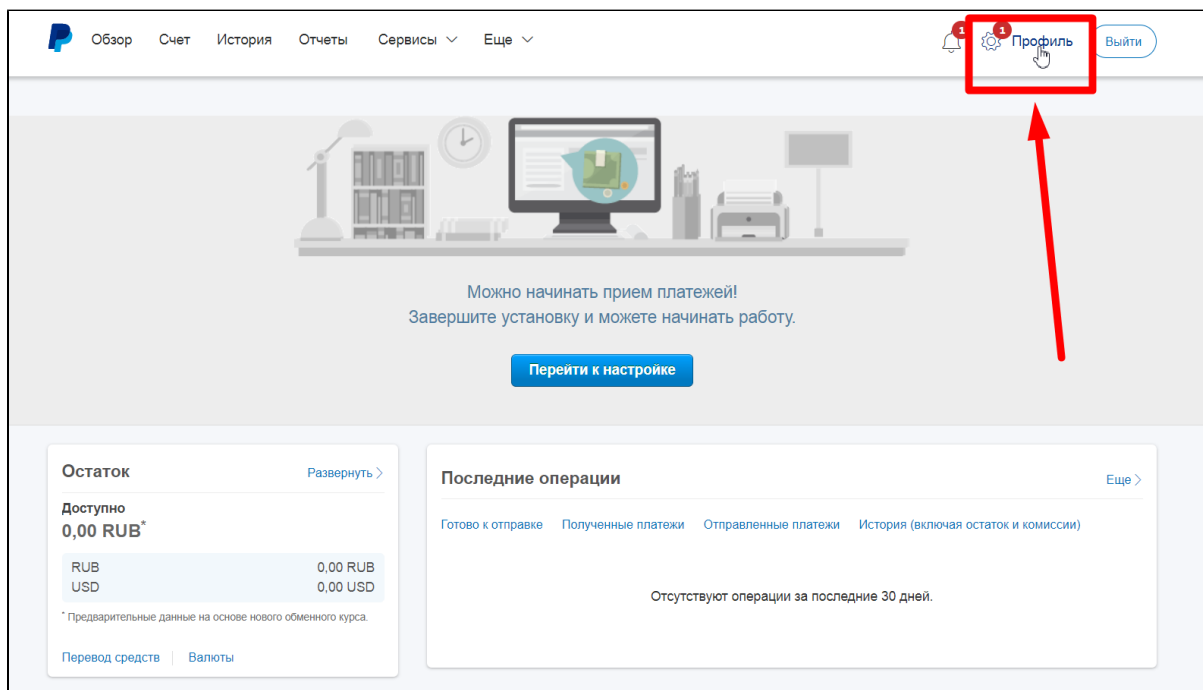 Обзор Счет История Отчеты Сервисы Еще 1 1 Профиль Выйти
Можно начинать прием платежей!
Завершите установку и можете начинать работу.
Перейти к настройке
Остаток Развернуть
Доступно
0,00 RUB*
RUB 0,00 RUB
USD 0,00 USD
* Предварительные данные на основе нового обменного курса.
Перевод средств Валюты
Последние операции Еще
Готово к отправке Полученные платежи Отправленные платежи История (включая остаток и комиссии)
Отсутствуют операции за последние 30 дней.